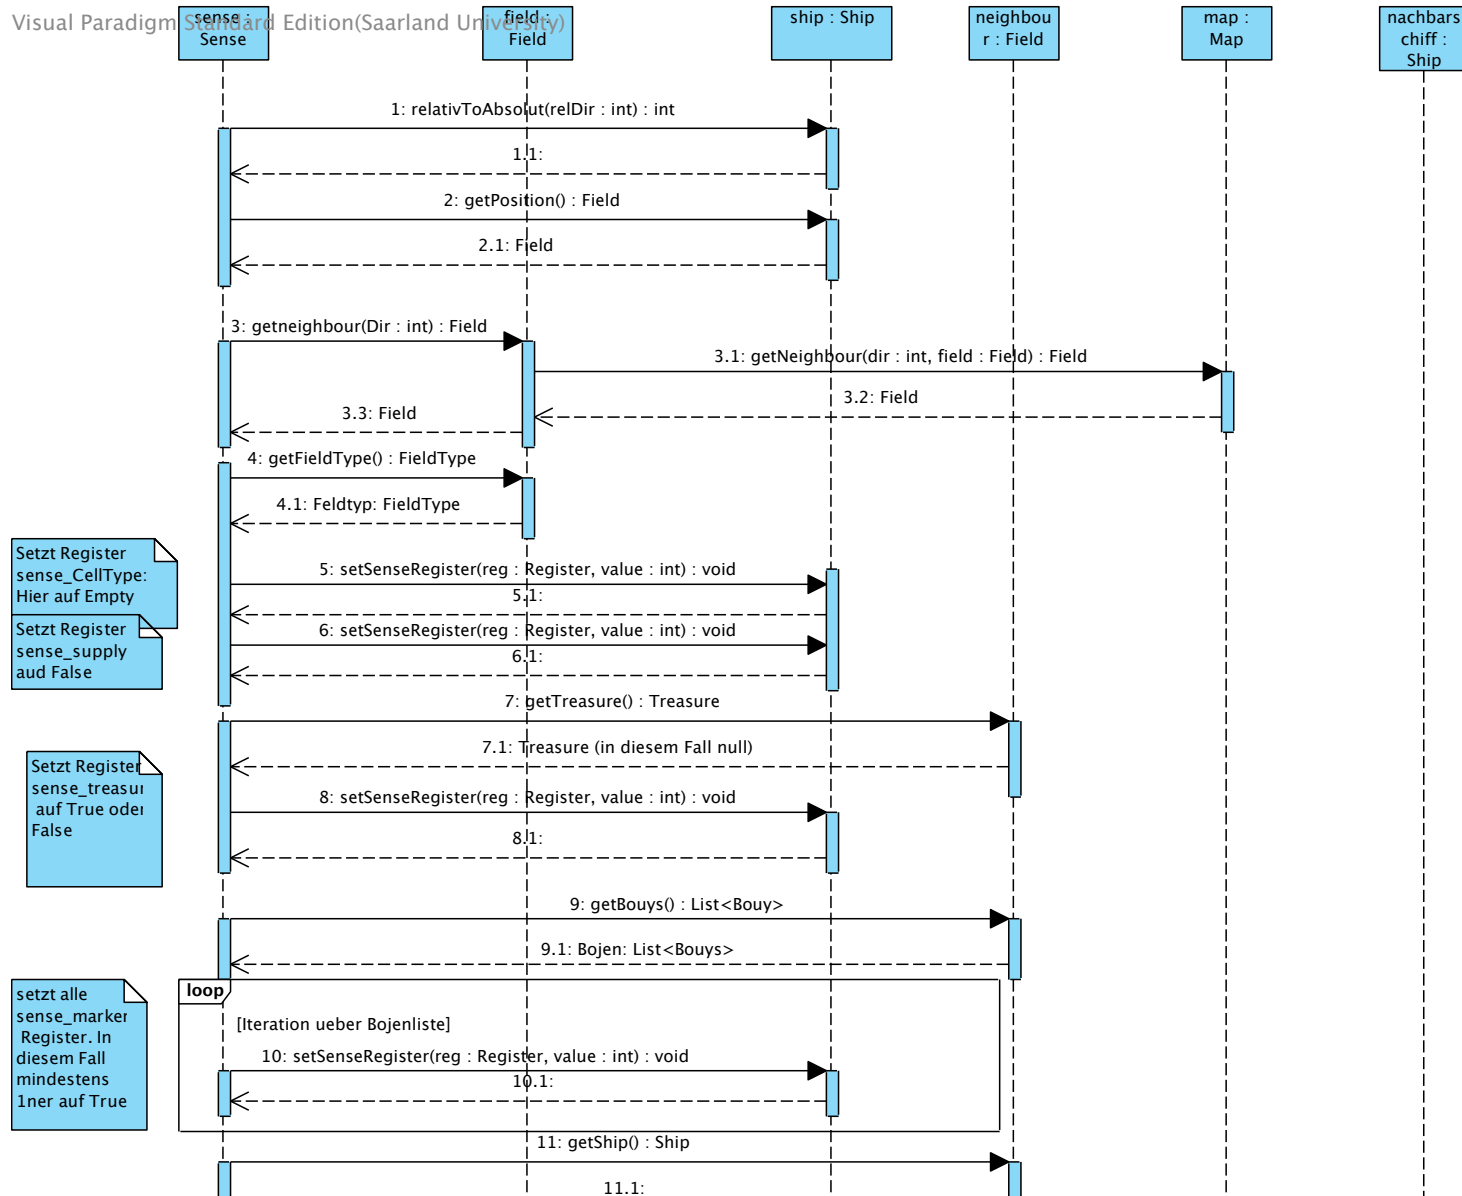 Visual Paradigm Standard Edition(Saarland University)
sense :
Sense
field :
Field
ship : Ship
neighbou
r : Field
map :
Map
nachbars
chiff :
Ship
1: relativToAbsolut(relDir : int) : int
1.1:
2: getPosition() : Field
2.1: Field
3: getneighbour(Dir : int) : Field
3.1: getNeighbour(dir : int, field : Field) : Field
3.2: Field
3.3: Field
4: getFieldType() : FieldType
4.1: Feldtyp: FieldType
Setzt Register
sense_CellType:
Hier auf Empty
5: setSenseRegister(reg : Register, value : int) : void
5.1:
Setzt Register
sense_supply
aud False
6: setSenseRegister(reg : Register, value : int) : void
6.1:
7: getTreasure() : Treasure
7.1: Treasure (in diesem Fall null)
Setzt Register
sense_treasur
auf True oder
False
8: setSenseRegister(reg : Register, value : int) : void
8.1:
9: getBouys() : List<Bouy>
9.1: Bojen: List<Bouys>
setzt alle
sense_marker
Register. In
diesem Fall
mindestens
1ner auf True
loop
[Iteration ueber Bojenliste]
10: setSenseRegister(reg : Register, value : int) : void
10.1:
11: getShip() : Ship
11.1: